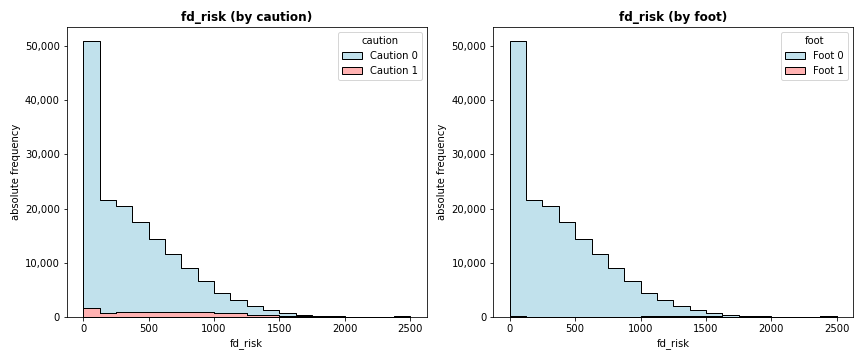 fd_risk (by caution)
caution
Caution 0
Caution 1
50,000
40,000
30,000
20,000
10,000
0
absolute frequency
0
500
1000
1500
2000
2500
fd_risk
fd_risk (by foot)
foot
Foot 0
Foot 1
50,000
40,000
30,000
20,000
10,000
0
absolute frequency
0
500
1000
1500
2000
2500
fd_risk